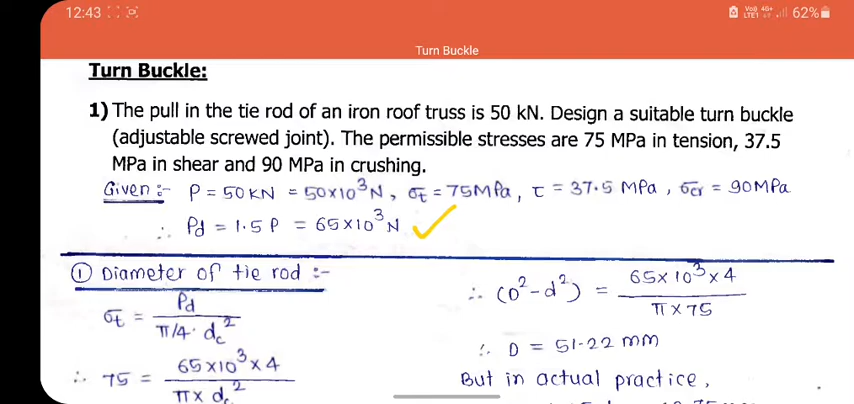 12:43
Vo)) 4G+
LTE1
62%
Turn Buckle
Turn Buckle:
1) The pull in the tie rod of an iron roof truss is 50 kN. Design a suitable turn buckle
(adjustable screwed joint). The permissible stresses are 75 MPa in tension, 37.5
MPa in shear and 90 MPa in crushing.
Given :- P = 50KN = 50×10³N, σt = 75MPa, τ = 37.5 MPa, σcr = 90MPa
∴ Pd = 1.5 P = 65×10³N
① Diameter of tie rod :-
σt = Pd / π/4 · dc²
∴ 75 = 65×10³×4 / π× dc²
∴ (D²-d²) = 65×10³×4 / π×75
∴ D = 51.22 mm
But in actual practice,